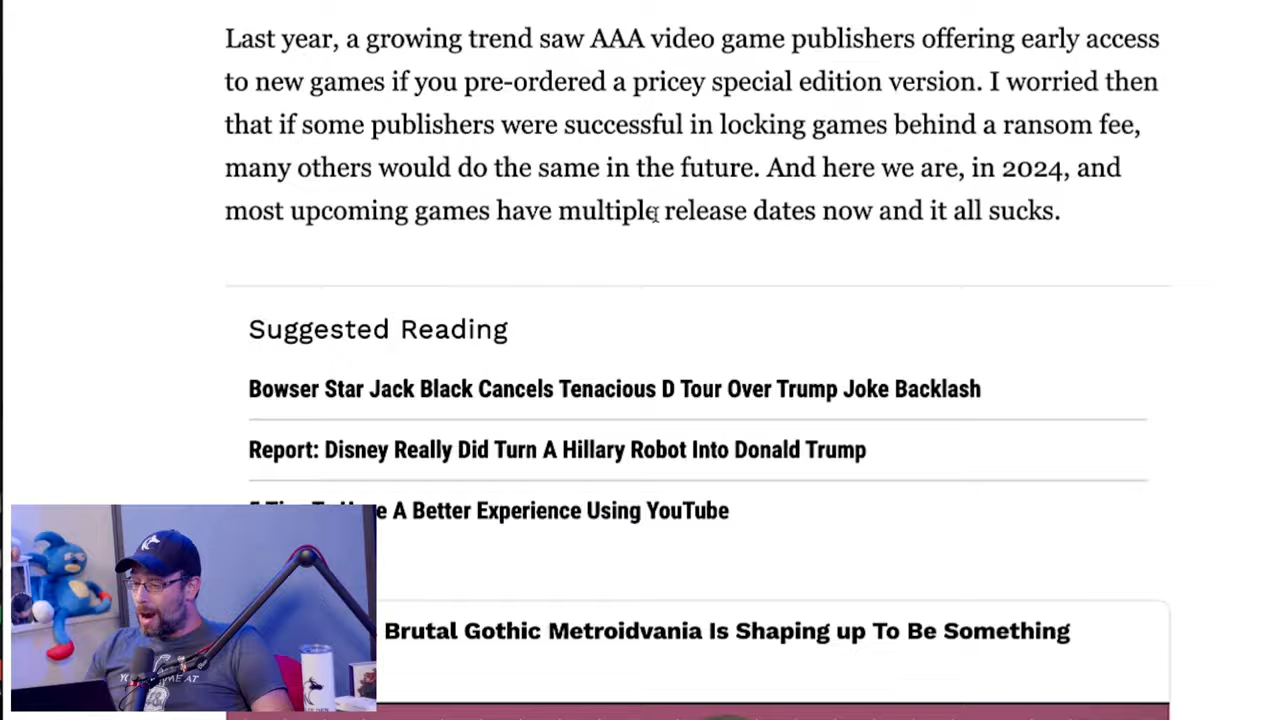 Last year, a growing trend saw AAA video game publishers offering early access
to new games if you pre-ordered a pricey special edition version. I worried then
that if some publishers were successful in locking games behind a ransom fee,
many others would do the same in the future. And here we are, in 2024, and
most upcoming games have multiple release dates now and it all sucks.
Suggested Reading
Bowser Star Jack Black Cancels Tenacious D Tour Over Trump Joke Backlash
Report: Disney Really Did Turn A Hillary Robot Into Donald Trump
A Better Experience Using YouTube
Brutal Gothic Metroidvania Is Shaping up To Be Something